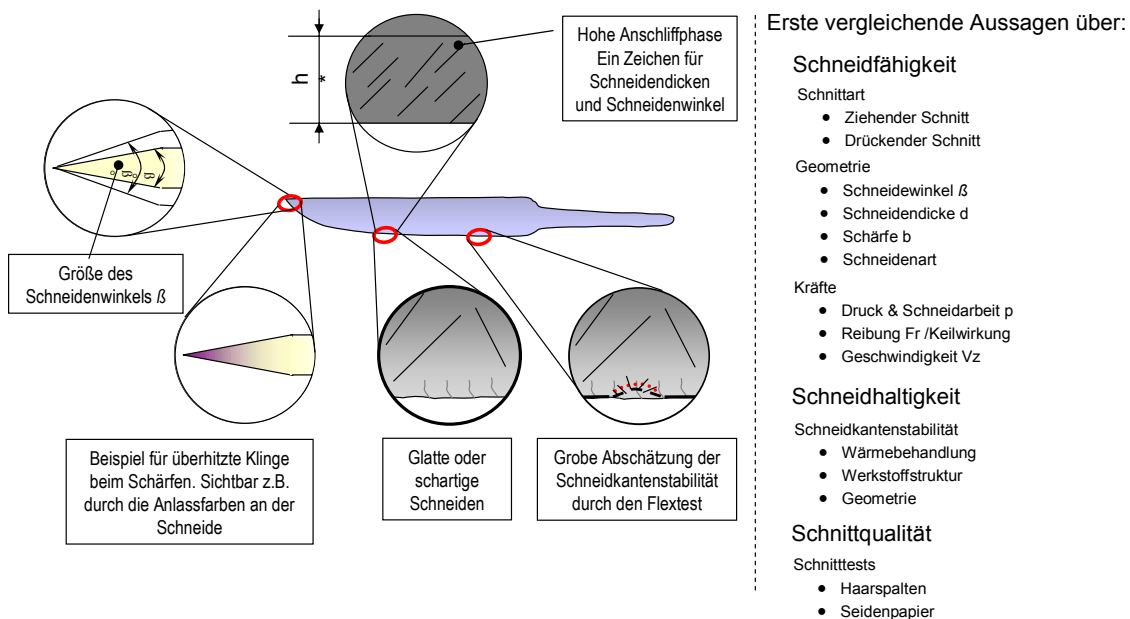 h*
Hohe Anschliffphase
Ein Zeichen für
Schneidendicken
und Schneidenwinkel
ß°
ß°
Größe des
Schneidenwinkels ß
Beispiel für überhitzte Klinge
beim Schärfen. Sichtbar z.B.
durch die Anlassfarben an der
Schneide
Glatte oder
schartige
Schneiden
Grobe Abschätzung der
Schneidkantenstabilität
durch den Flextest
Erste vergleichende Aussagen über:
Schneidfähigkeit
Schnittart
● Ziehender Schnitt
● Drückender Schnitt
Geometrie
● Schneidewinkel ß
● Schneidendicke d
● Schärfe b
● Schneidenart
Kräfte
● Druck & Schneidarbeit p
● Reibung Fr /Keilwirkung
● Geschwindigkeit Vz
Schneidhaltigkeit
Schneidkantenstabilität
● Wärmebehandlung
● Werkstoffstruktur
● Geometrie
Schnittqualität
Schnitttests
● Haarspalten
● Seidenpapier